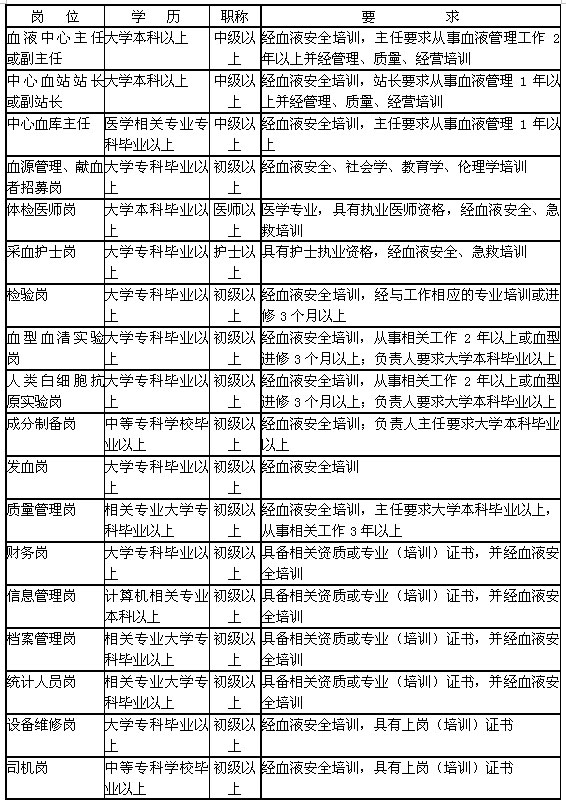 岗 位 学 历 职称 要 求
血液中心主任 大学本科以上 中级以 经血液安全培训，主任要求从事血液管理工作 2
或副主任 上 年以上并经管理、质量、经营培训
中心血站站长 大学本科以上 中级以 经血液安全培训，站长要求从事血液管理 1 年以
或副站长 上 上并经管理、质量、经营培训
中心血库主任 医学相关专业专 中级以 经血液安全培训，主任要求从事血液管理 1 年以
科毕业以上 上 上
血源管理、献血 大学专科毕业以 初级以 经血液安全、社会学、教育学、伦理学培训
者招募岗 上 上
体检医师岗 大学本科毕业以 医师以 医学专业，具有执业医师资格，经血液安全、急
上 上 救培训
采血护士岗 大学专科毕业以 护士以 具有护士执业资格，经血液安全、急救培训
上 上
检验岗 大学专科毕业以 初级以 经血液安全培训，经与工作相应的专业培训或进
上 上 修 3 个月以上
血型血清实验 大学专科毕业以 初级以 经血液安全培训，从事相关工作 2 年以上或血型
岗 上 上 进修 3 个月以上；负责人要求大学本科毕业以上
人类白细胞抗 大学专科毕业以 初级以 经血液安全培训，从事相关工作 2 年以上或血型
原实验岗 上 上 进修 3 个月以上；负责人要求大学本科毕业以上
成分制备岗 中等专科学校毕 初级以 经血液安全培训；负责人主任要求大学本科毕业
业以上 上 以上
发血岗 大学专科毕业以 初级以 经血液安全培训
上 上
质量管理岗 相关专业大学专 初级以 经血液安全培训，主任要求大学本科毕业以上，
科毕业以上 上 从事相关工作 3 年以上
财务岗 大学专科毕业以 初级以 具备相关资质或专业（培训）证书，并经血液安
上 上 全培训
信息管理岗 计算机相关专业 初级以 具备相关资质或专业（培训）证书，并经血液安
本科以上 上 全培训
档案管理岗 相关专业大学专 初级以 具备相关资质或专业（培训）证书，并经血液安
科毕业以上 上 全培训
统计人员岗 相关专业大学专 初级以 具备相关资质或专业（培训）证书，并经血液安
科毕业以上 上 全培训
设备维修岗 大学专科毕业以 初级以 经血液安全培训，具有上岗（培训）证书
上 上
司机岗 中等专科学校毕 初级以 经血液安全培训，具有上岗（培训）证书
业以上 上